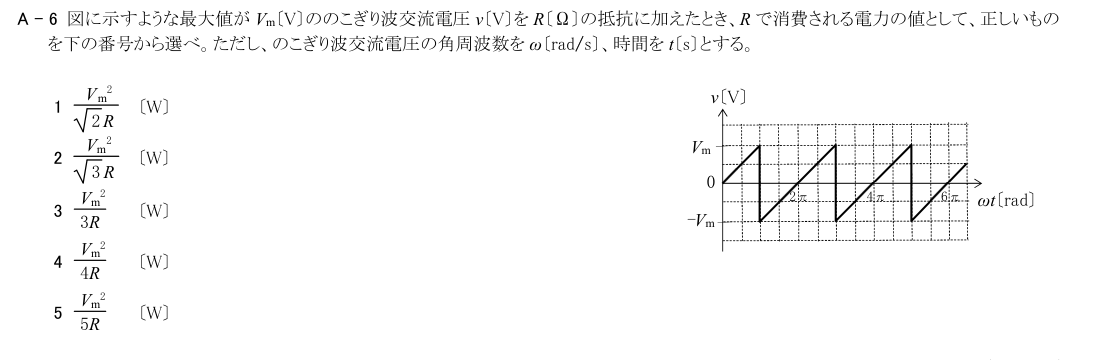 A－6 図に示すような最大値が Vm〔V〕ののこぎり波交流電圧 v〔V〕を R〔Ω〕の抵抗に加えたとき、R で消費される電力の値として、正しいもの
を下の番号から選べ。ただし、のこぎり波交流電圧の角周波数を ω〔rad/s〕、時間を t〔s〕とする。
1 Vm²/√2R 〔W〕
2 Vm²/√3R 〔W〕
3 Vm²/3R 〔W〕
4 Vm²/4R 〔W〕
5 Vm²/5R 〔W〕
v〔V〕
Vm
0
2π 4π 6π
ωt〔rad〕
-Vm